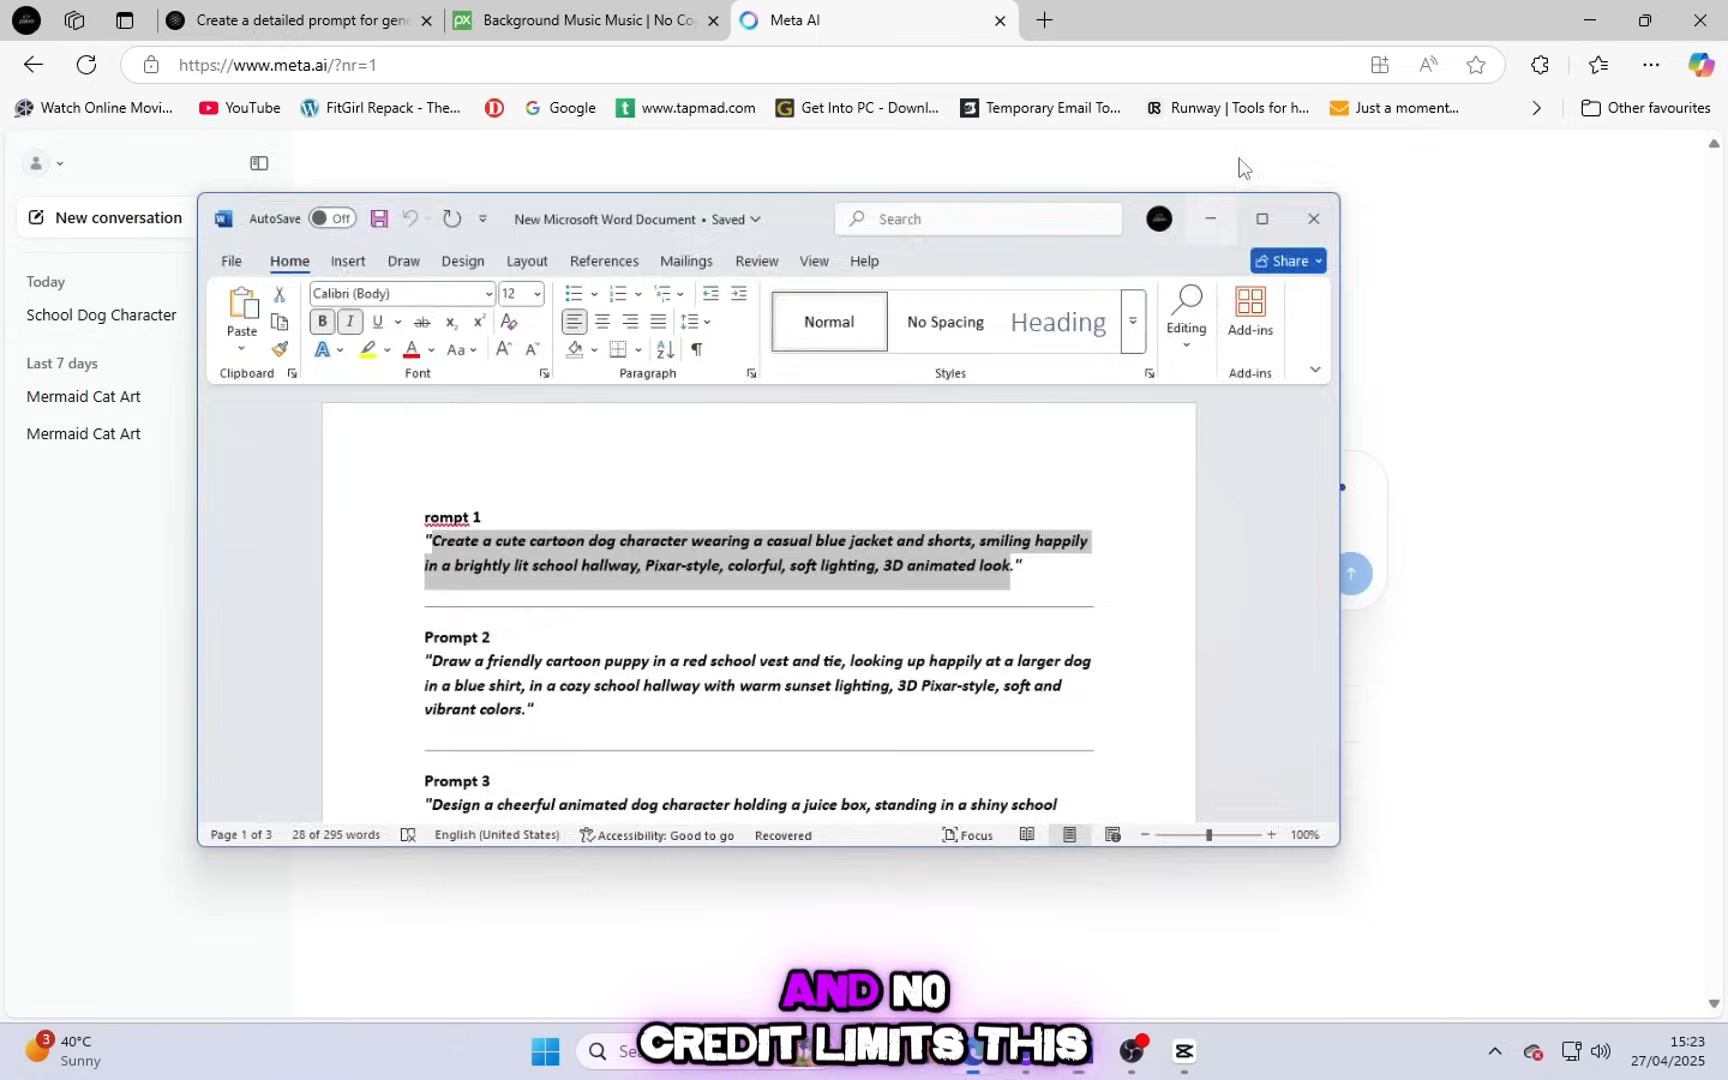 Create a detailed prompt for gene
Background Music Music | No Co
Meta AI
https://www.meta.ai/?nr=1
Watch Online Movi...
YouTube
FitGirl Repack - The...
Google
www.tapmad.com
Get Into PC - Downl...
Temporary Email To...
Runway | Tools for h...
Just a moment...
Other favourites
New conversation
Today
School Dog Character
Last 7 days
Mermaid Cat Art
Mermaid Cat Art
AutoSave Off
New Microsoft Word Document • Saved
Search
File Home Insert Draw Design Layout References Mailings Review View Help
Share
Paste
Calibri (Body) 12
Normal
No Spacing
Heading
Editing
Add-ins
Clipboard
Font
Paragraph
Styles
Add-ins
rompt 1
"Create a cute cartoon dog character wearing a casual blue jacket and shorts, smiling happily
in a brightly lit school hallway, Pixar-style, colorful, soft lighting, 3D animated look."
Prompt 2
"Draw a friendly cartoon puppy in a red school vest and tie, looking up happily at a larger dog
in a blue shirt, in a cozy school hallway with warm sunset lighting, 3D Pixar-style, soft and
vibrant colors."
Prompt 3
"Design a cheerful animated dog character holding a juice box, standing in a shiny school
Page 1 of 3 28 of 295 words English (United States) Accessibility: Good to go Recovered Focus 100%
AND NO
CREDIT LIMITS THIS
3
40°C
Sunny
15:23
27/04/2025